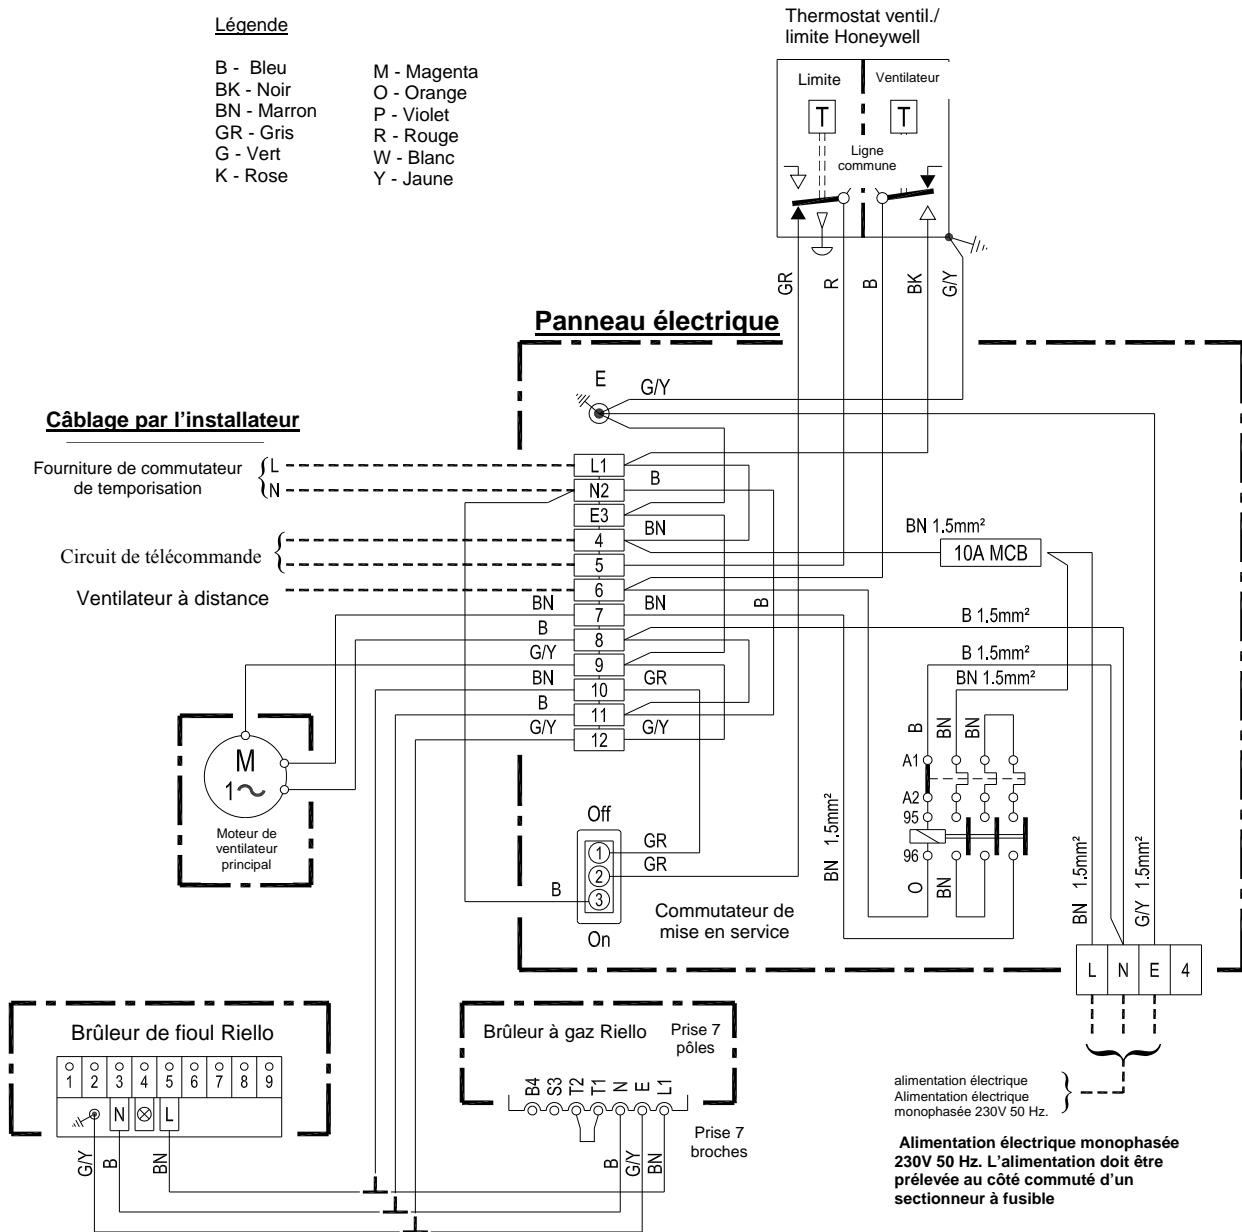 Légende
B - Bleu
BK - Noir
BN - Marron
GR - Gris
G - Vert
K - Rose
M - Magenta
O - Orange
P - Violet
R - Rouge
W - Blanc
Y - Jaune
Thermostat ventil./
limite Honeywell
Limite
Ventilateur
T
T
Ligne
commune
GR
R
B
BK
G/Y
Panneau électrique
E
G/Y
Câblage par l'installateur
Fourniture de commutateur
de temporisation
L
N
Circuit de télécommande
Ventilateur à distance
L1
N2
E3
4
5
6
7
8
9
10
11
12
B
BN
BN
B
BN
B
G/Y
BN
B
G/Y
GR
G/Y
BN 1.5mm²
10A MCB
B 1.5mm²
B 1.5mm²
BN 1.5mm²
B
BN
BN
A1
A2
95
96
O
BN
BN 1.5mm²
BN 1.5mm²
G/Y 1.5mm²
M
1~
Moteur de
ventilateur
principal
Off
1
2
3
On
GR
GR
B
Commutateur de
mise en service
L
N
E
4
Brûleur de fioul Riello
1
2
3
4
5
6
7
8
9
N
L
G/Y
B
BN
Brûleur à gaz Riello
Prise 7
pôles
B4
S3
T2
T1
N
E
L1
Prise 7
broches
B
G/Y
BN
alimentation électrique
Alimentation électrique
monophasée 230V 50 Hz.
Alimentation électrique monophasée
230V 50 Hz. L'alimentation doit être
prélevée au côté commuté d'un
sectionneur à fusible